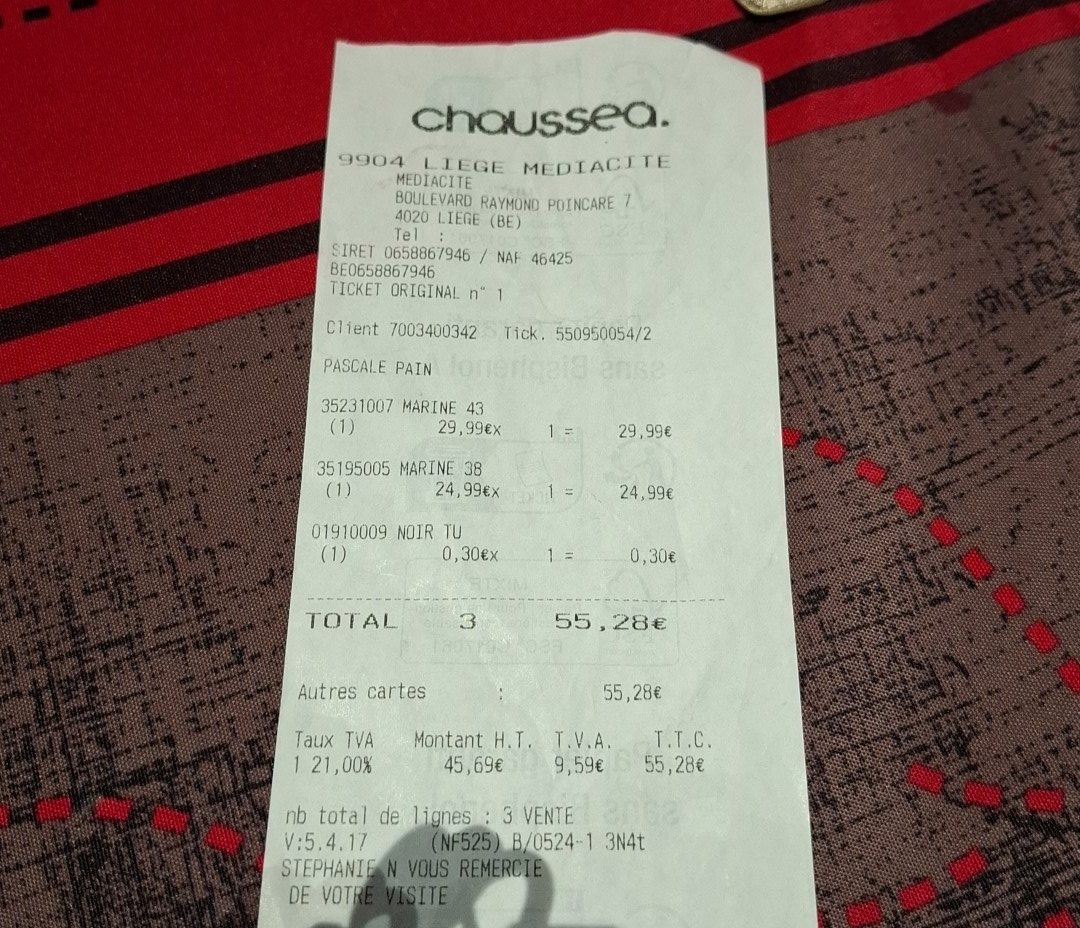 chaussea.
9904 LIEGE MEDIACITE
MEDIACITE
BOULEVARD RAYMOND POINCARE 7
4020 LIEGE (BE)
Tel :
SIRET 0658867946 / NAF 46425
BE0658867946
TICKET ORIGINAL n° 1
Client 7003400342 Tick. 550950054/2
PASCALE PAIN
35231007 MARINE 43
(1) 29,99€x 1 = 29,99€
35195005 MARINE 38
(1) 24,99€x 1 = 24,99€
01910009 NOIR TU
(1) 0,30€x 1 = 0,30€
TOTAL 3 55,28€
Autres cartes : 55,28€
Taux TVA Montant H.T. T.V.A. T.T.C.
1 21,00% 45,69€ 9,59€ 55,28€
nb total de lignes : 3 VENTE
V:5.4.17 (NF525) B/0524-1 3N4t
STEPHANIE N VOUS REMERCIE
DE VOTRE VISITE